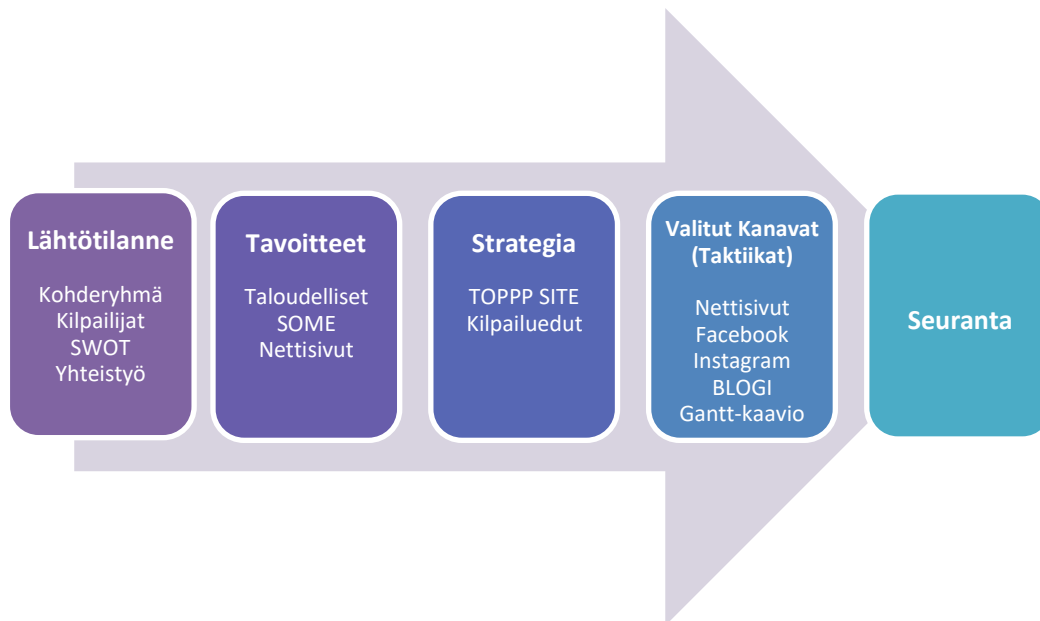 Lähtötilanne
Kohderyhmä
Kilpailijat
SWOT
Yhteistyö
Tavoitteet
Taloudelliset
SOME
Nettisivut
Strategia
TOPPP SITE
Kilpailuedut
Valitut Kanavat
(Taktiikat)
Nettisivut
Facebook
Instagram
BLOGI
Gantt-kaavio
Seuranta